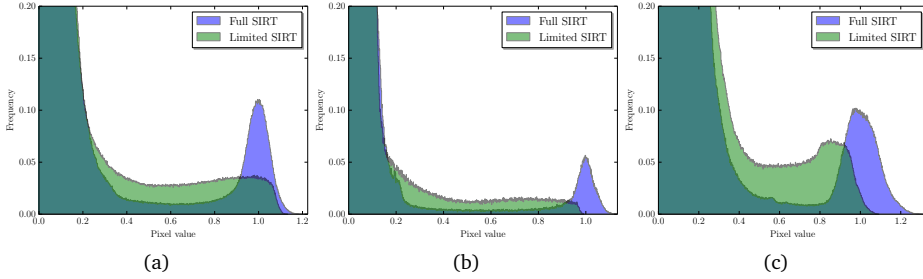 0.20
0.15
0.10
0.05
0.00
Frequency
0.0 0.2 0.4 0.6 0.8 1.0 1.2
Pixel value
Full SIRT
Limited SIRT
(a)
0.20
0.15
0.10
0.05
0.00
Frequency
0.0 0.2 0.4 0.6 0.8 1.0
Pixel value
Full SIRT
Limited SIRT
(b)
0.20
0.15
0.10
0.05
0.00
Frequency
0.0 0.2 0.4 0.6 0.8 1.0 1.2
Pixel value
Full SIRT
Limited SIRT
(c)